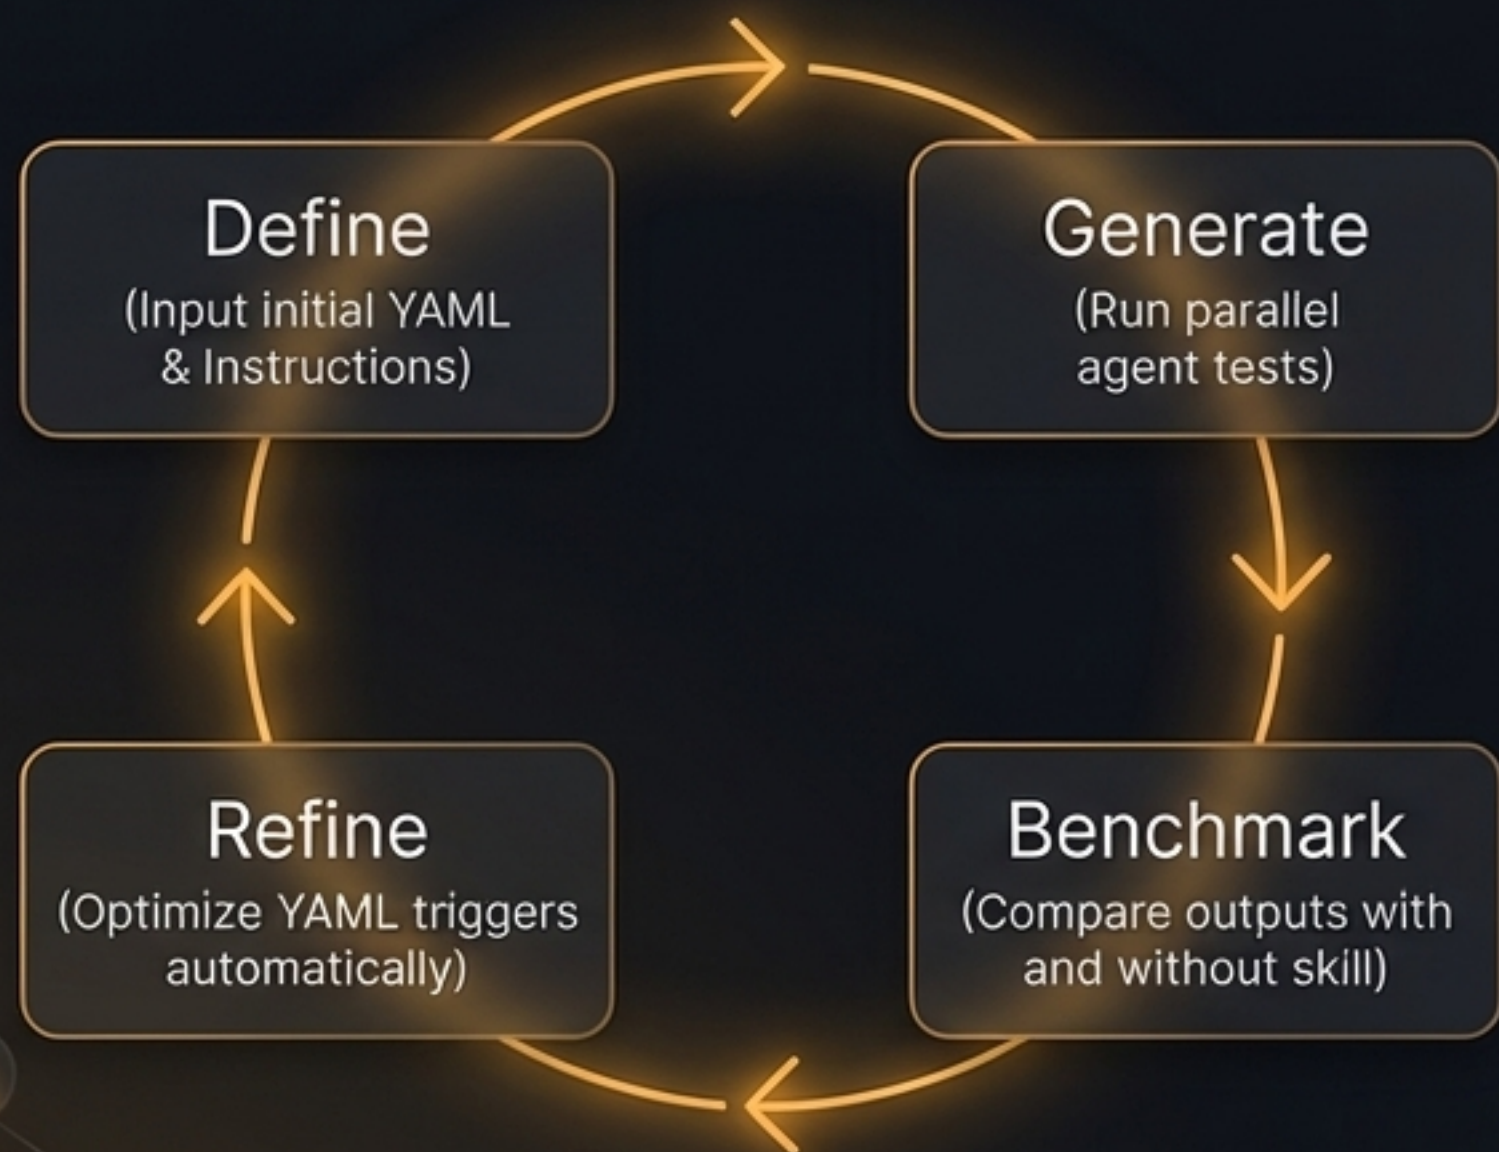 Define
(Input initial YAML
& Instructions)
Generate
(Run parallel
agent tests)
Refine
(Optimize YAML triggers
automatically)
Benchmark
(Compare outputs with
and without skill)